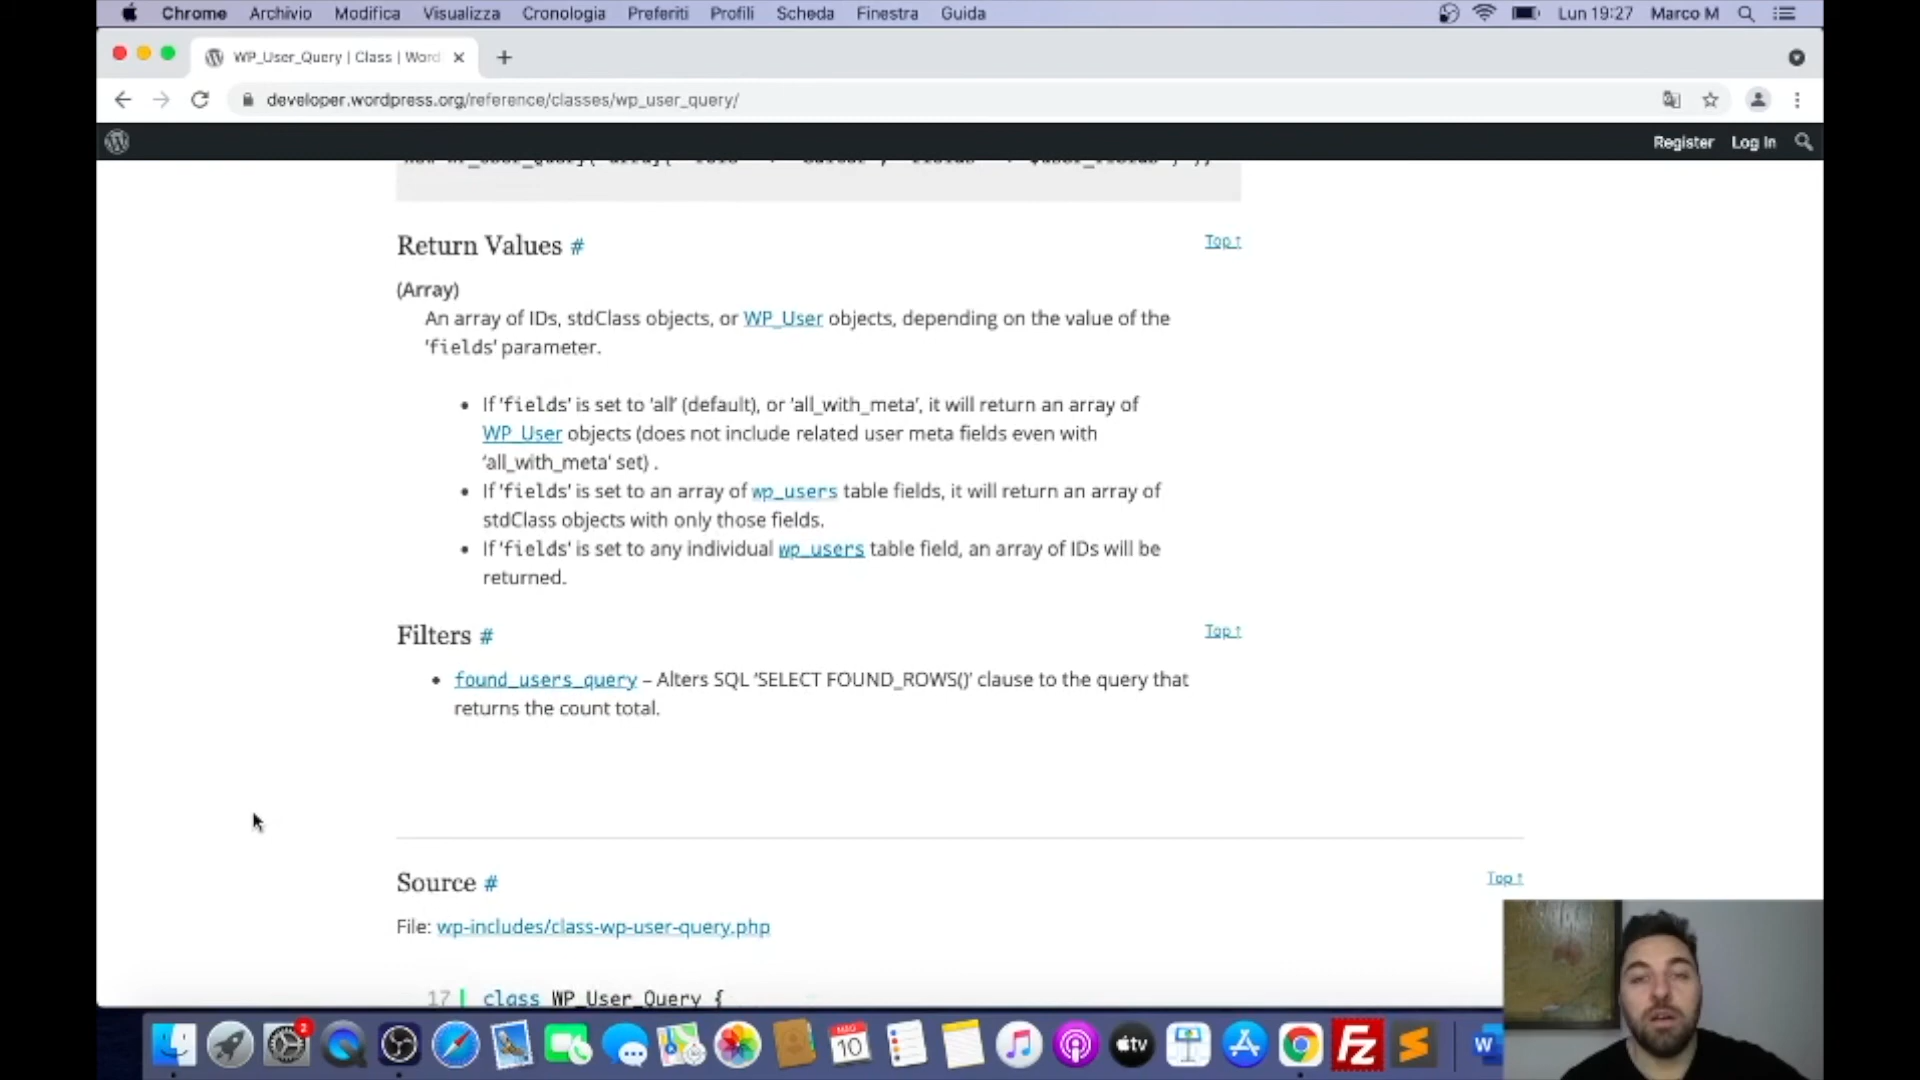 Chrome Archivio Modifica Visualizza Cronologia Preferiti Profili Scheda Finestra Guida Lun 19:27 Marco M
WP_User_Query | Class | Word
developer.wordpress.org/reference/classes/wp_user_query/
Register Log In
Return Values # Top ↑
(Array)
An array of IDs, stdClass objects, or WP_User objects, depending on the value of the
'fields' parameter.
• If 'fields' is set to 'all' (default), or 'all_with_meta', it will return an array of
WP_User objects (does not include related user meta fields even with
'all_with_meta' set) .
• If 'fields' is set to an array of wp_users table fields, it will return an array of
stdClass objects with only those fields.
• If 'fields' is set to any individual wp_users table field, an array of IDs will be
returned.
Filters # Top ↑
• found_users_query – Alters SQL 'SELECT FOUND_ROWS()' clause to the query that
returns the count total.
Source # Top ↑
File: wp-includes/class-wp-user-query.php
17 class WP_User_Query {
2
MAG
10
tv
Fz
W